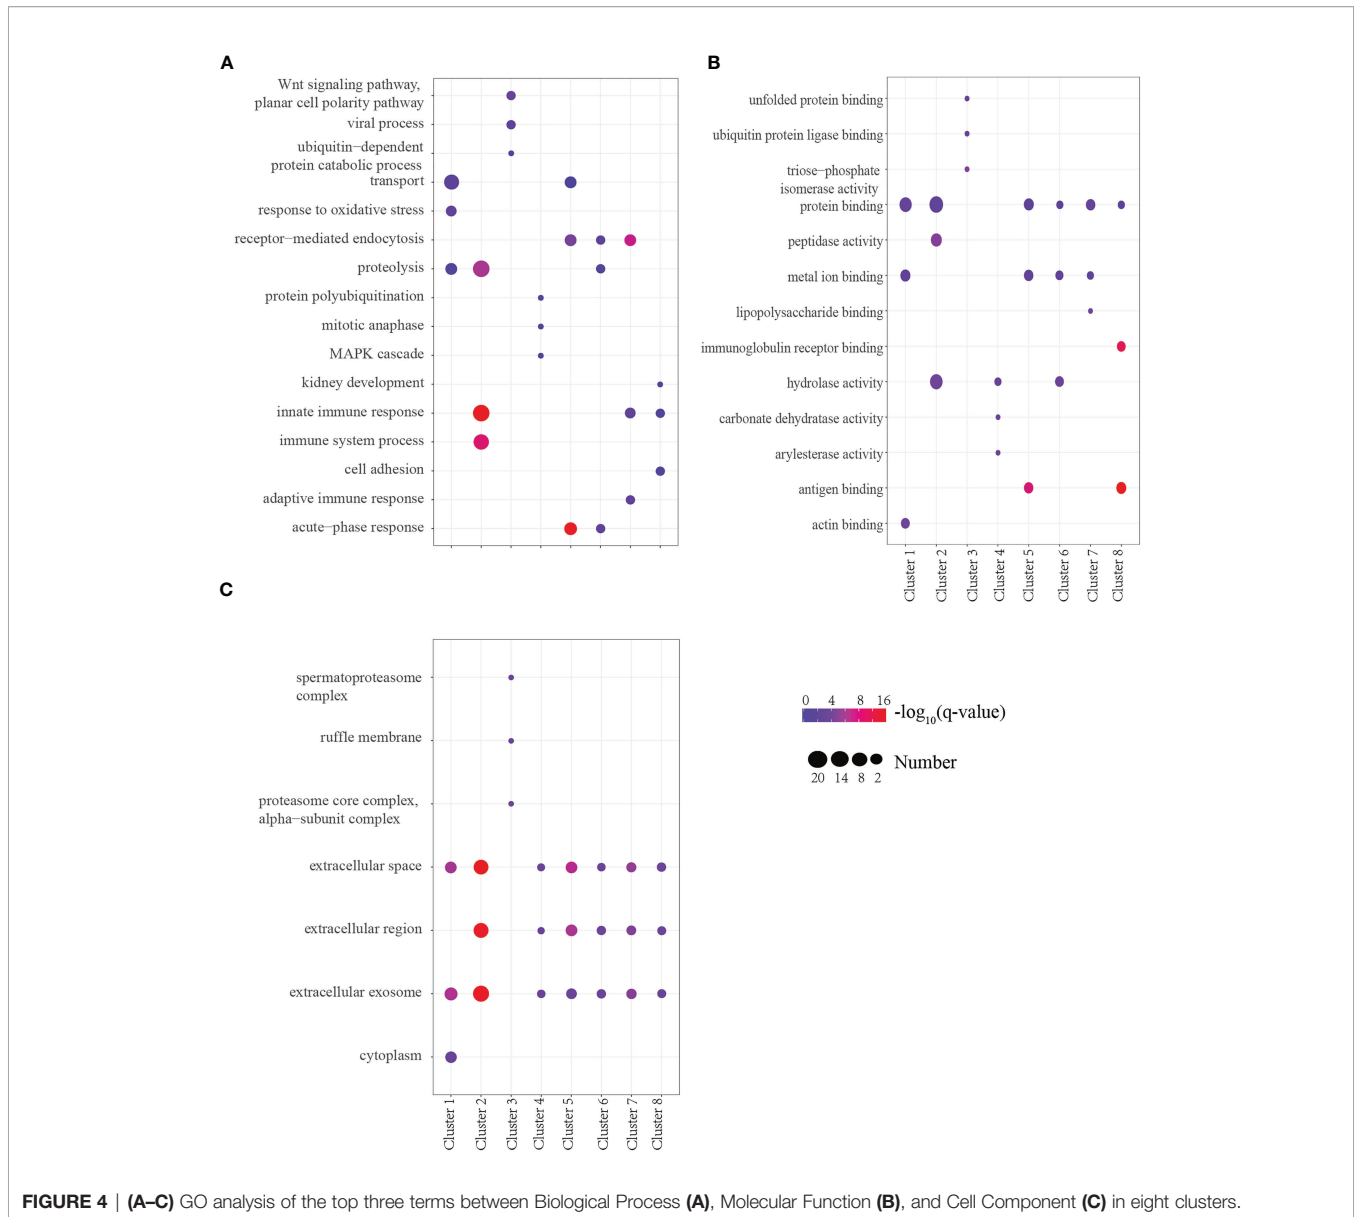 A
Wnt signaling pathway,
planar cell polarity pathway
viral process
ubiquitin−dependent
protein catabolic process
transport
response to oxidative stress
receptor−mediated endocytosis
proteolysis
protein polyubiquitination
mitotic anaphase
MAPK cascade
kidney development
innate immune response
immune system process
cell adhesion
adaptive immune response
acute−phase response
B
unfolded protein binding
ubiquitin protein ligase binding
triose−phosphate
isomerase activity
protein binding
peptidase activity
metal ion binding
lipopolysaccharide binding
immunoglobulin receptor binding
hydrolase activity
carbonate dehydratase activity
arylesterase activity
antigen binding
actin binding
Cluster 1
Cluster 2
Cluster 3
Cluster 4
Cluster 5
Cluster 6
Cluster 7
Cluster 8
C
spermatoproteasome
complex
ruffle membrane
proteasome core complex,
alpha−subunit complex
extracellular space
extracellular region
extracellular exosome
cytoplasm
Cluster 1
Cluster 2
Cluster 3
Cluster 4
Cluster 5
Cluster 6
Cluster 7
Cluster 8
0 4 8 16
-log10(q-value)
Number
20 14 8 2
FIGURE 4 | (A–C) GO analysis of the top three terms between Biological Process (A), Molecular Function (B), and Cell Component (C) in eight clusters.